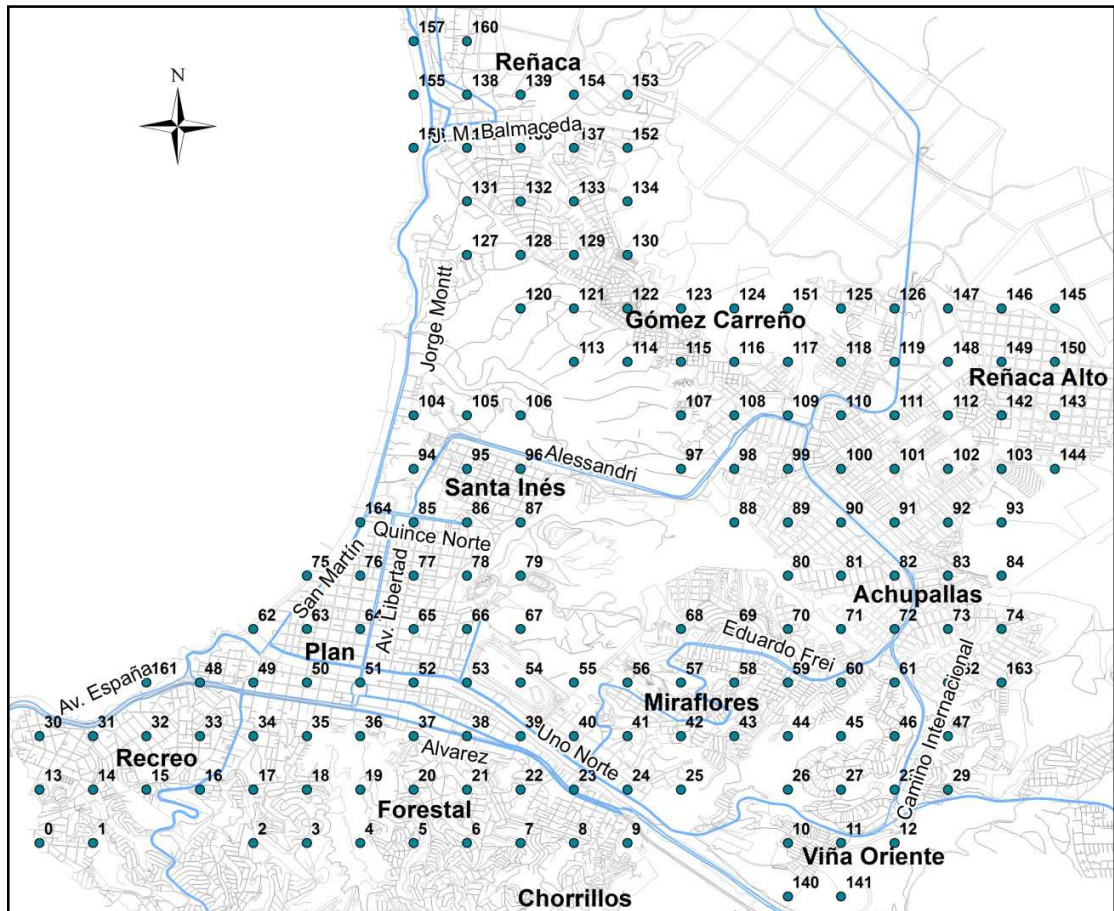 157 160
Reñaca
155 138 139 154 153
J. M. Balmaceda
137 152
131 132 133 134
127 128 129 130
Jorge Montt
120 121 122 123 124 151 125 126 147 146 145
Gómez Carreño
113 114 115 116 117 118 119 148 149 150
Reñaca Alto
104 105 106 107 108 109 110 111 112 142 143
Alessandri
94 95 96 97 98 99 100 101 102 103 144
Santa Inés
164 85 86 87 88 89 90 91 92 93
Quince Norte
San Martín
Av. Libertad
75 76 77 78 79 80 81 82 83 84
Achupallas
62 63 64 65 66 67 68 69 70 71 72 73 74
Eduardo Frei
Plan
Av. España
161 48 49 50 51 52 53 54 55 56 57 58 59 60 61 163
Miraflores
Camino Internacional
30 31 32 33 34 35 36 37 38 39 40 41 42 43 44 45 46 47
Uno Norte
Alvarez
Recreo
13 14 15 16 17 18 19 20 21 22 23 24 25 26 27 29
Forestal
0 1 2 3 4 5 6 7 8 9 10 11 12
Viña Oriente
140 141
Chorrillos
N